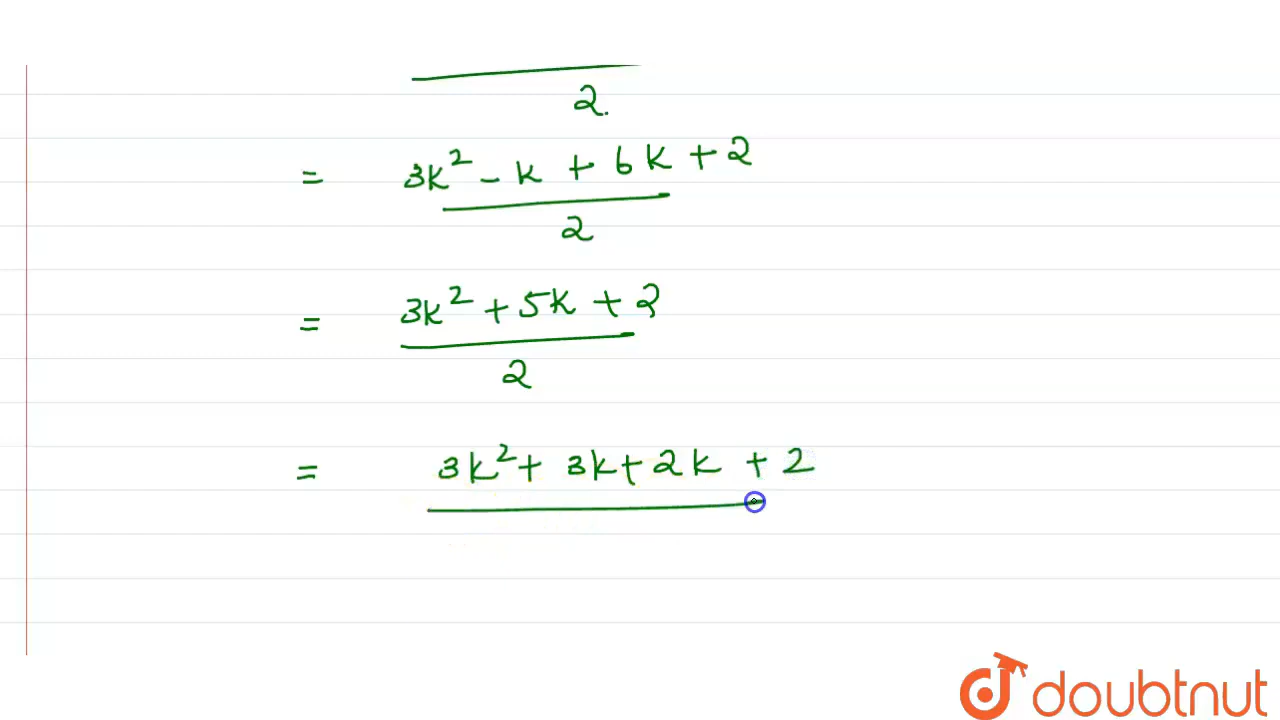 2.
= 3k² - k + 6k + 2
2
= 3k² + 5k + 2
2
= 3k² + 3k + 2k + 2
doubtnut